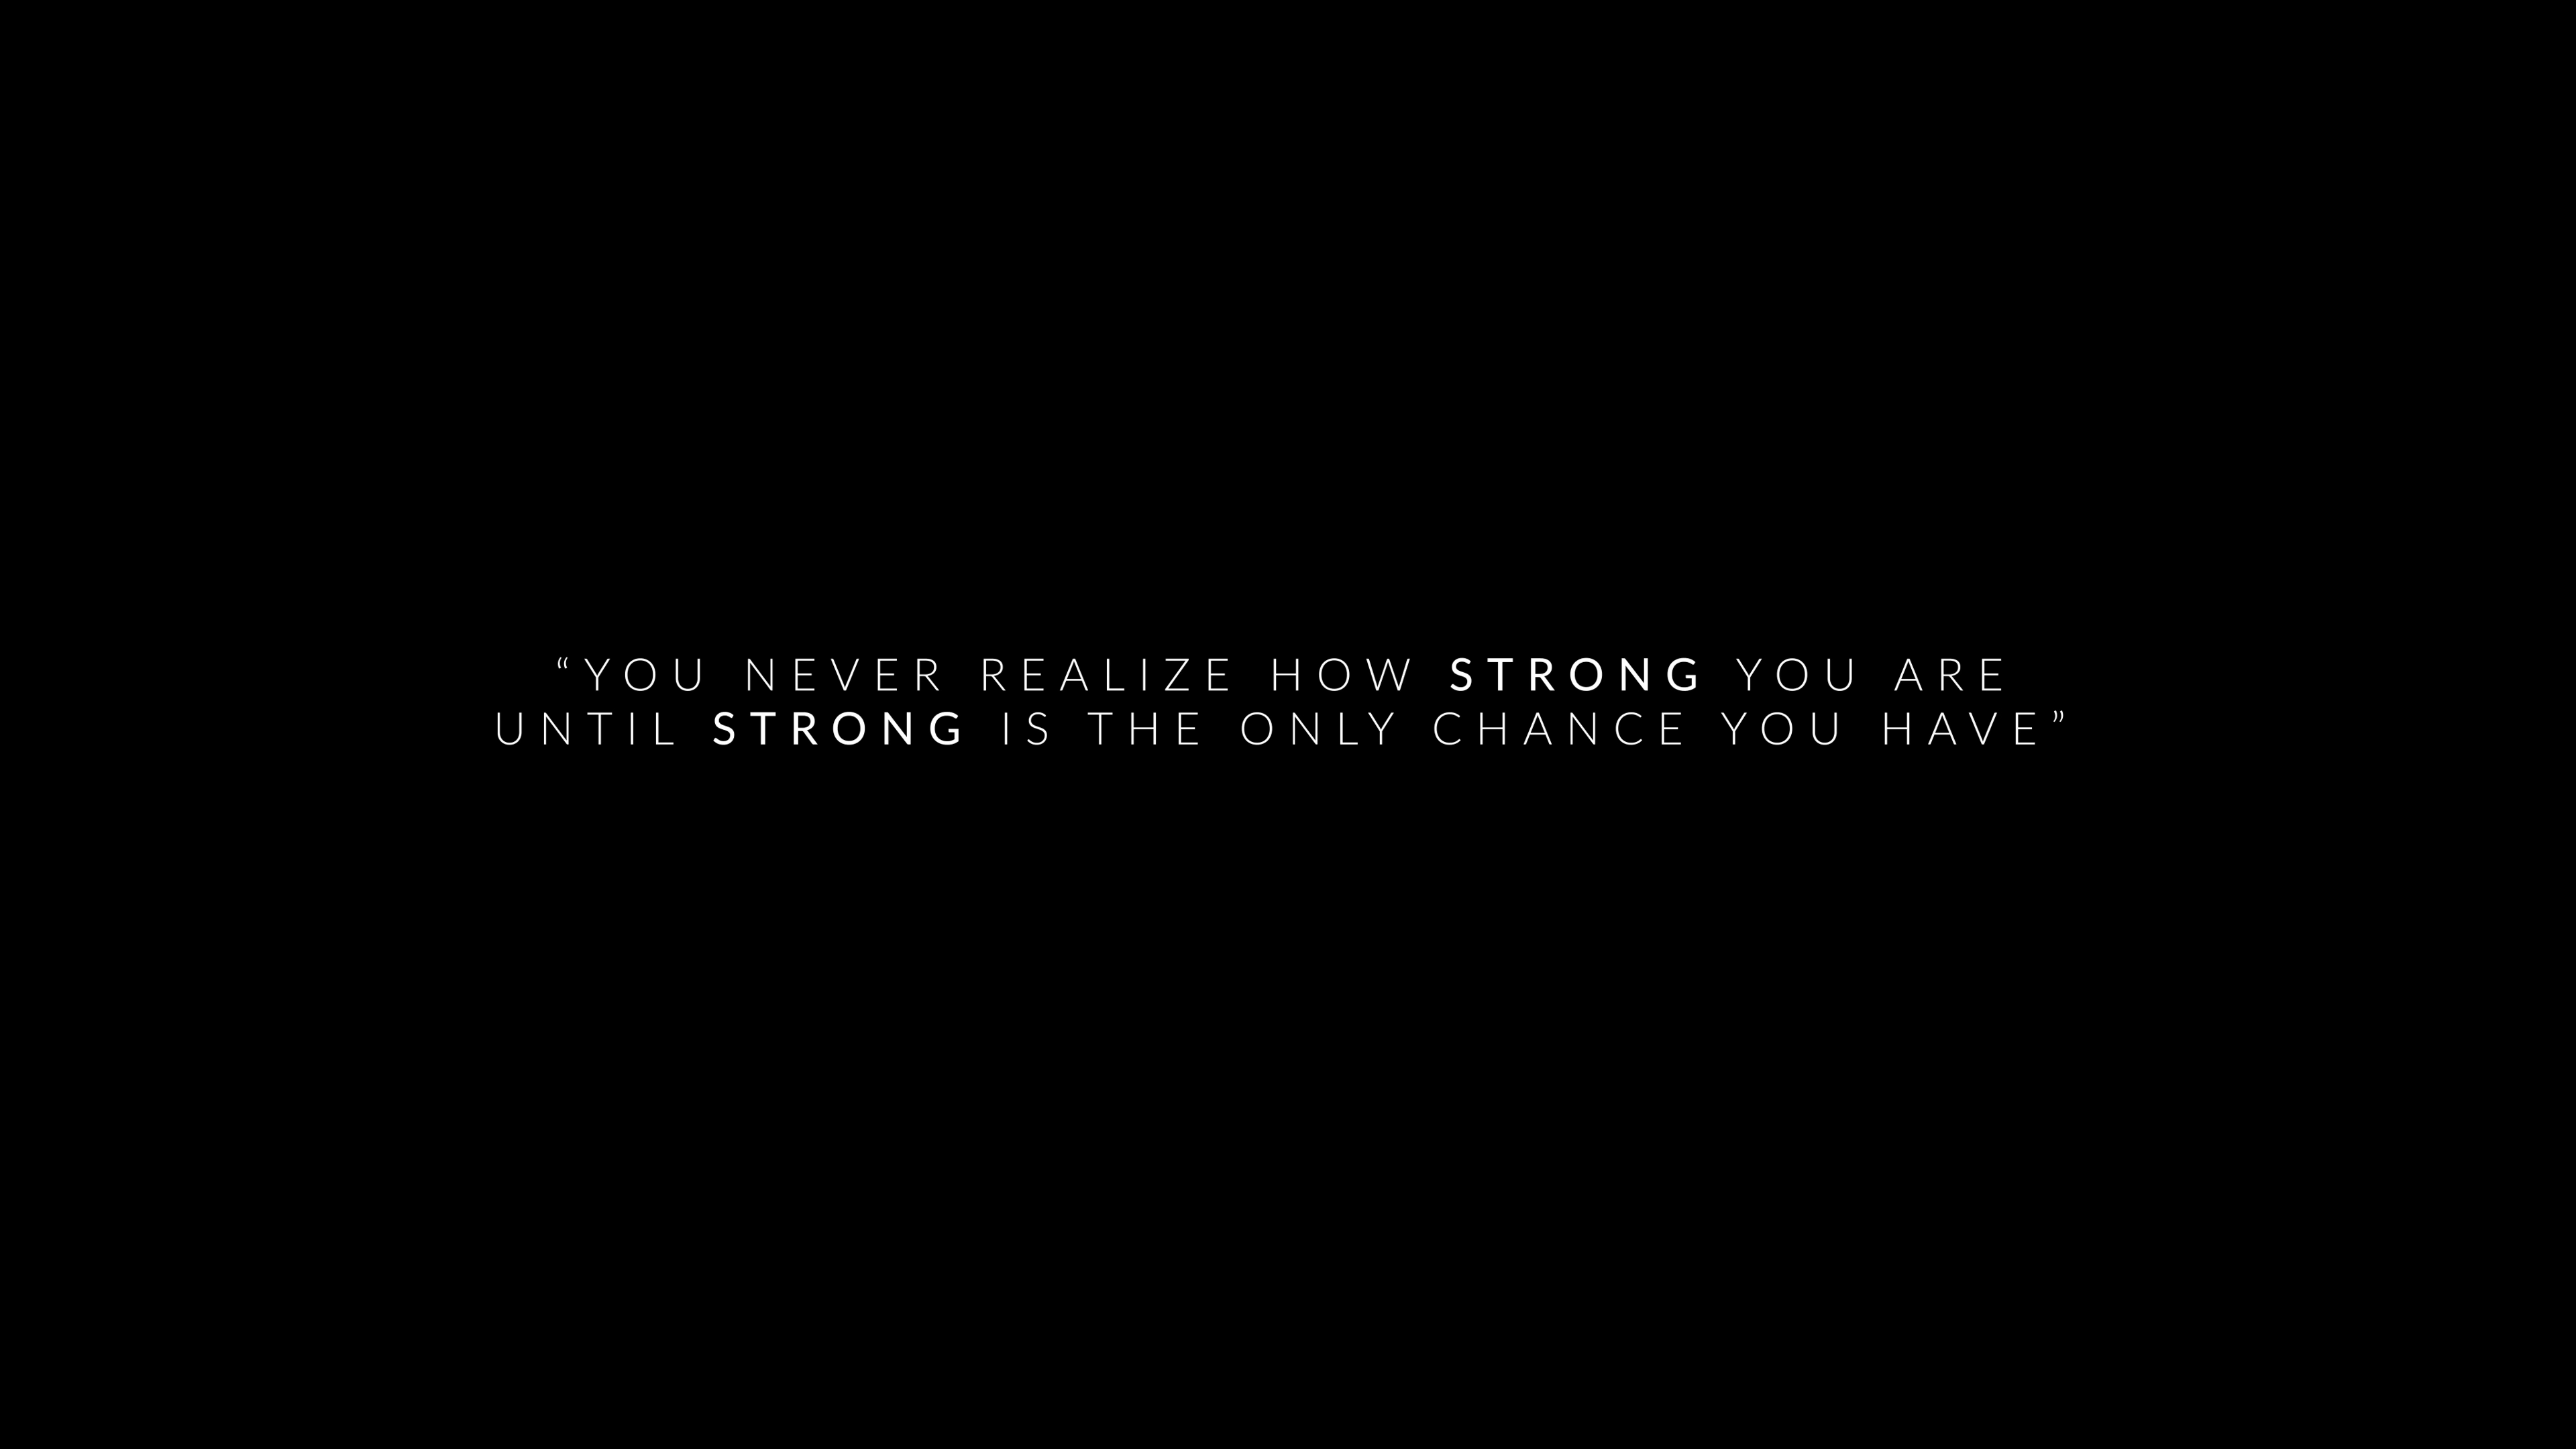 “YOU NEVER REALIZE HOW STRONG YOU ARE
UNTIL STRONG IS THE ONLY CHANCE YOU HAVE”